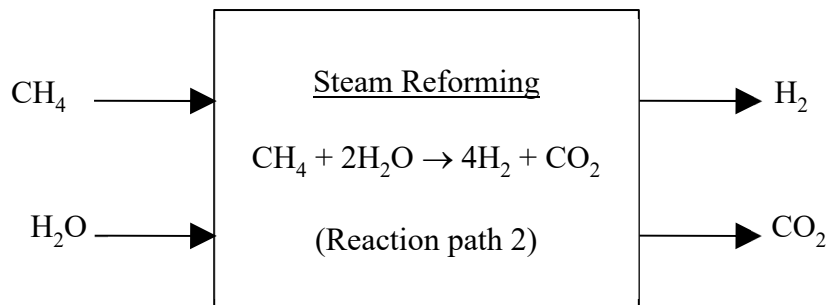 Steam Reforming
CH₄
H₂
CH₄ + 2H₂O → 4H₂ + CO₂
H₂O
(Reaction path 2)
CO₂